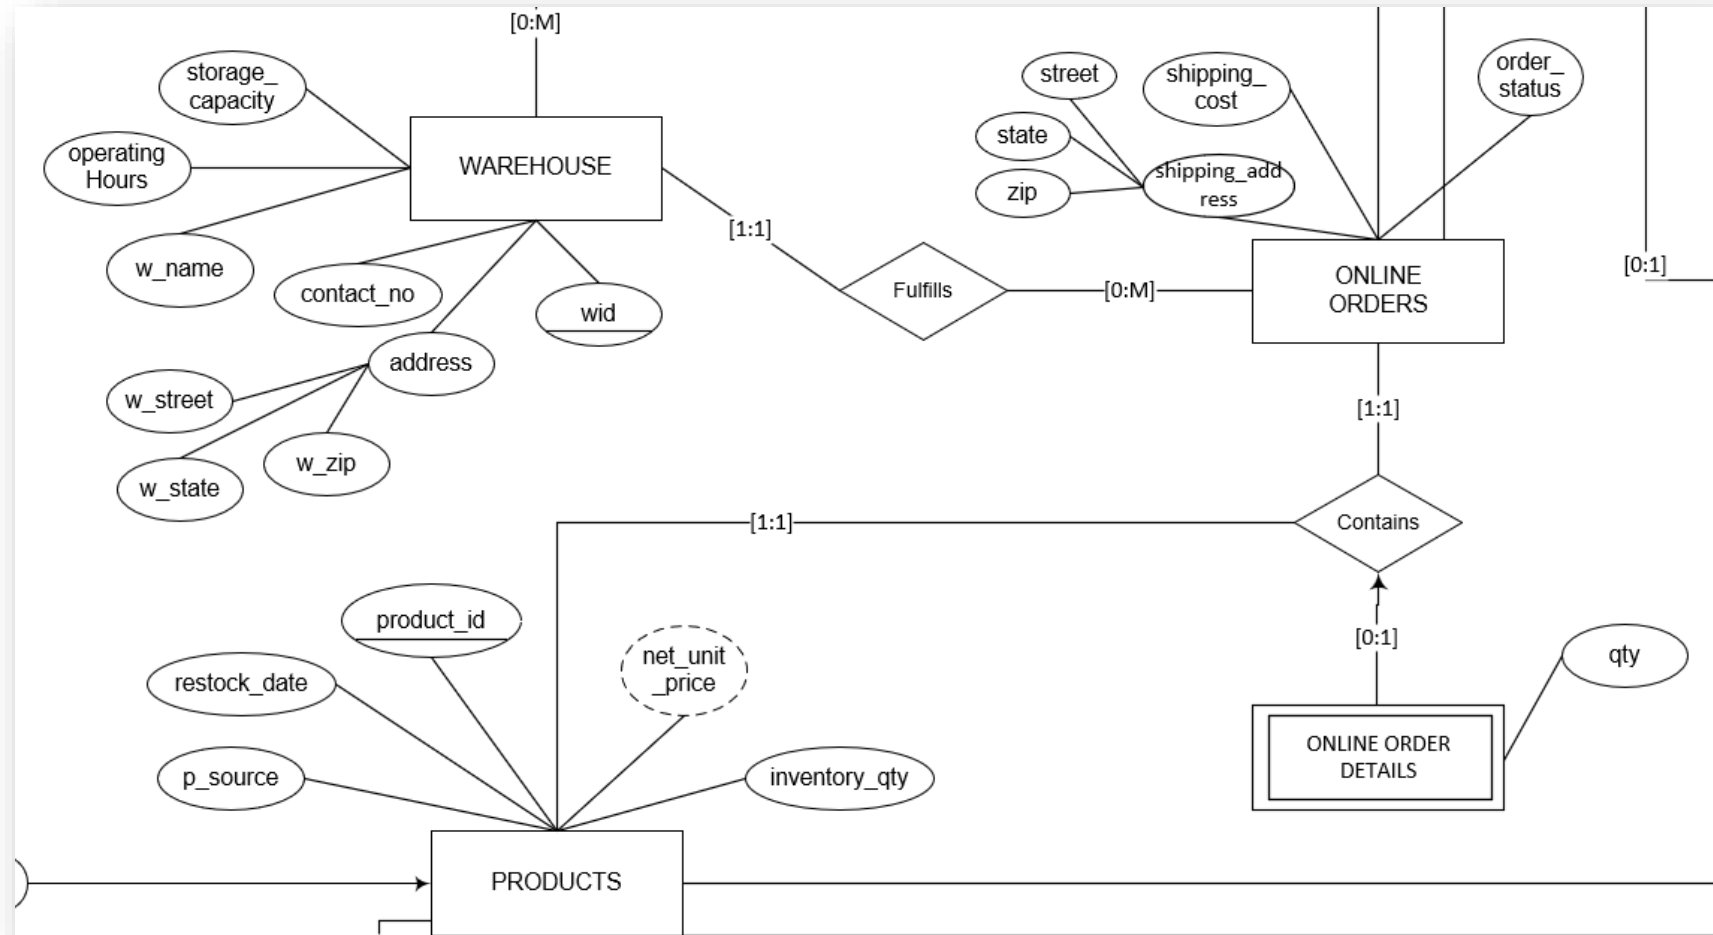 [0:M]
storage_
capacity
operating
Hours
WAREHOUSE
w_name
contact_no
wid
address
w_street
w_zip
w_state
[1:1]
Fulfills
[0:M]
street
shipping_
cost
order_
status
state
shipping_add
ress
zip
ONLINE
ORDERS
[0:1]
[1:1]
[1:1]
Contains
[0:1]
product_id
net_unit
_price
restock_date
p_source
inventory_qty
qty
ONLINE ORDER
DETAILS
PRODUCTS